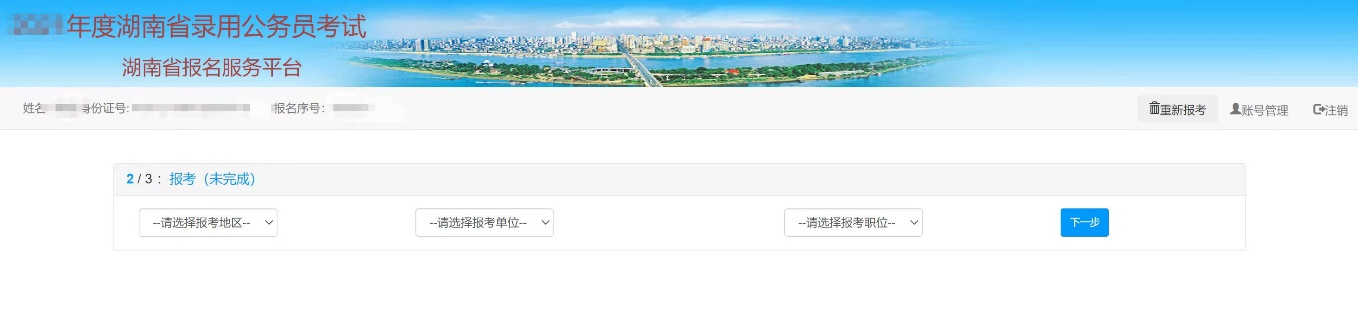 年度湖南省录用公务员考试
湖南省报名服务平台
姓名 身份证号: 报名序号: 重新报考 账号管理 注销
2 / 3 : 报考（未完成）
--请选择报考地区-- --请选择报考单位-- --请选择报考职位-- 下一步